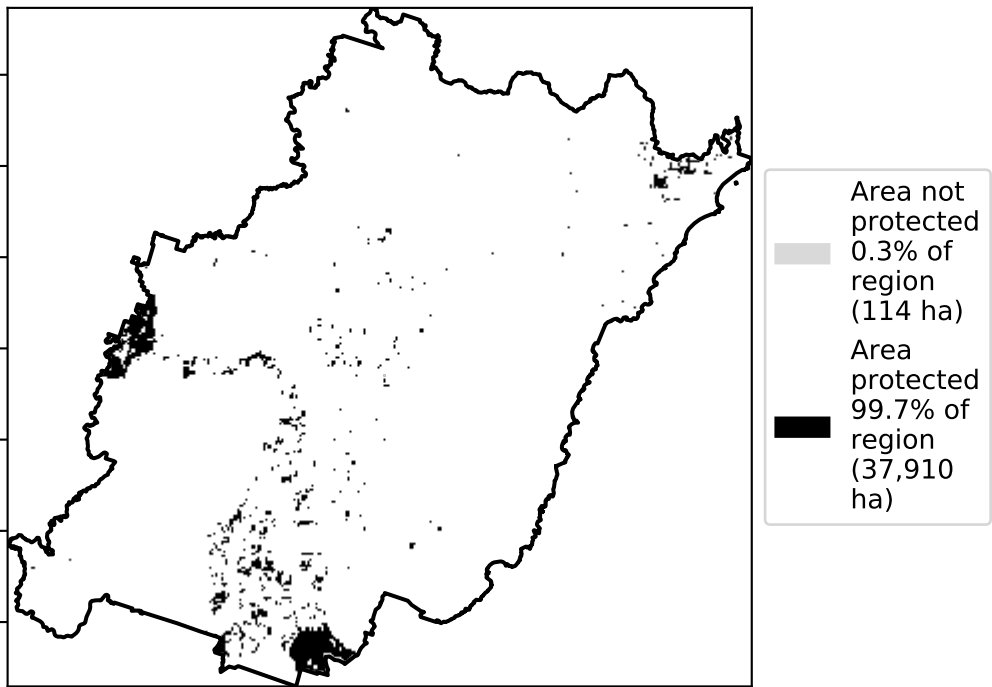 Area not
protected
0.3% of
region
(114 ha)
Area
protected
99.7% of
region
(37,910
ha)